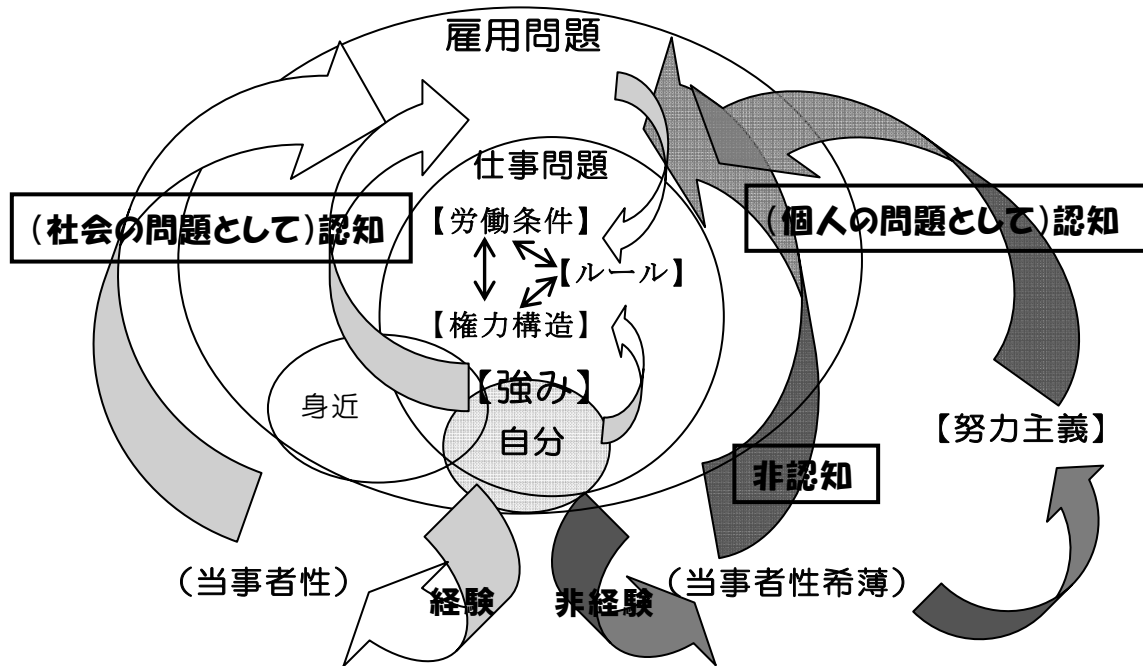 雇用問題
仕事問題
(社会の問題として)認知
【労働条件】
(個人の問題として)認知
【ルール】
【権力構造】
【強み】
身近
自分
【努力主義】
非認知
(当事者性)
経験
非経験
(当事者性希薄)